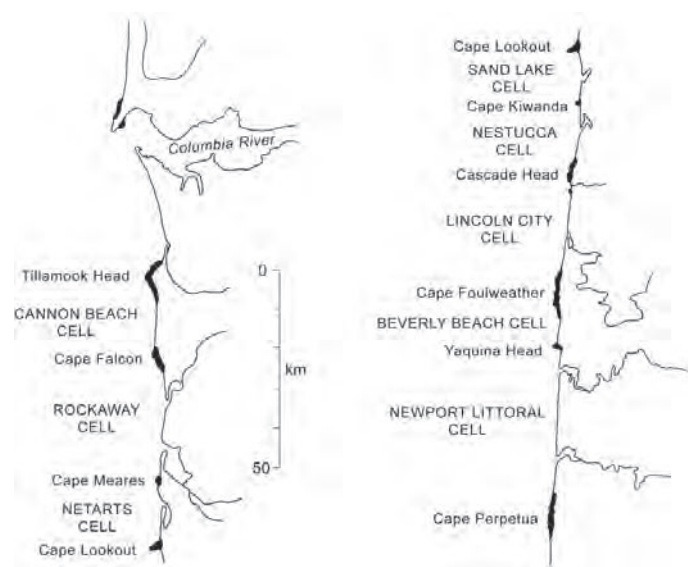 Columbia River
Tillamook Head
CANNON BEACH
CELL
Cape Falcon
ROCKAWAY
CELL
Cape Meares
NETARTS
CELL
Cape Lookout
0
km
50
Cape Lookout
SAND LAKE
CELL
Cape Kiwanda
NESTUCCA
CELL
Cascade Head
LINCOLN CITY
CELL
Cape Foulweather
BEVERLY BEACH CELL
Yaquina Head
NEWPORT LITTORAL
CELL
Cape Perpetua